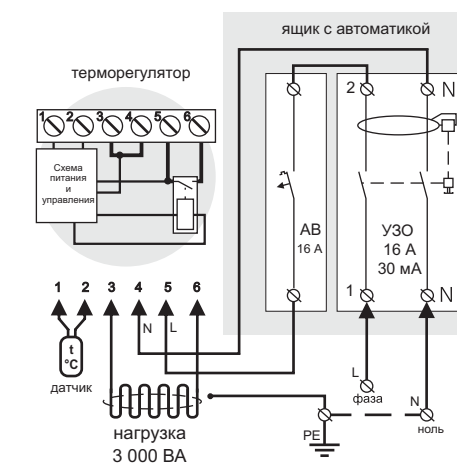 ящик с автоматикой
терморегулятор
1 2 3 4 5 6
Схема
питания
и
управления
2 N
АВ
16 А
УЗО
16 А
30 мА
1 N
1 2 3 4 5 6
N L
t
°C
датчик
L
фаза
N
ноль
PE
нагрузка
3 000 ВА